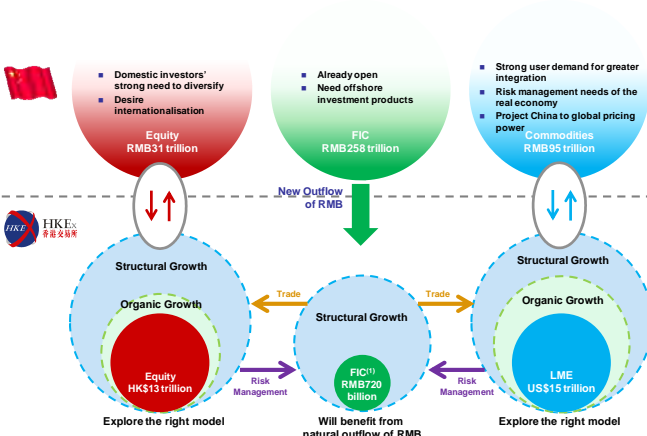 Domestic investors'
strong need to diversify
Desire
internationalisation
Equity
RMB31 trillion
Already open
Need offshore
investment products
FIC
RMB258 trillion
Strong user demand for greater
integration
Risk management needs of the
real economy
Project China to global pricing
power
Commodities
RMB95 trillion
New Outflow
of RMB
HKEx
香港交易所
Structural Growth
Organic Growth
Equity
HK$13 trillion
Trade
Risk
Management
Structural Growth
FIC(1)
RMB720
billion
Trade
Risk
Management
Structural Growth
Organic Growth
LME
US$15 trillion
Explore the right model
Will benefit from
natural outflow of RMB
Explore the right model